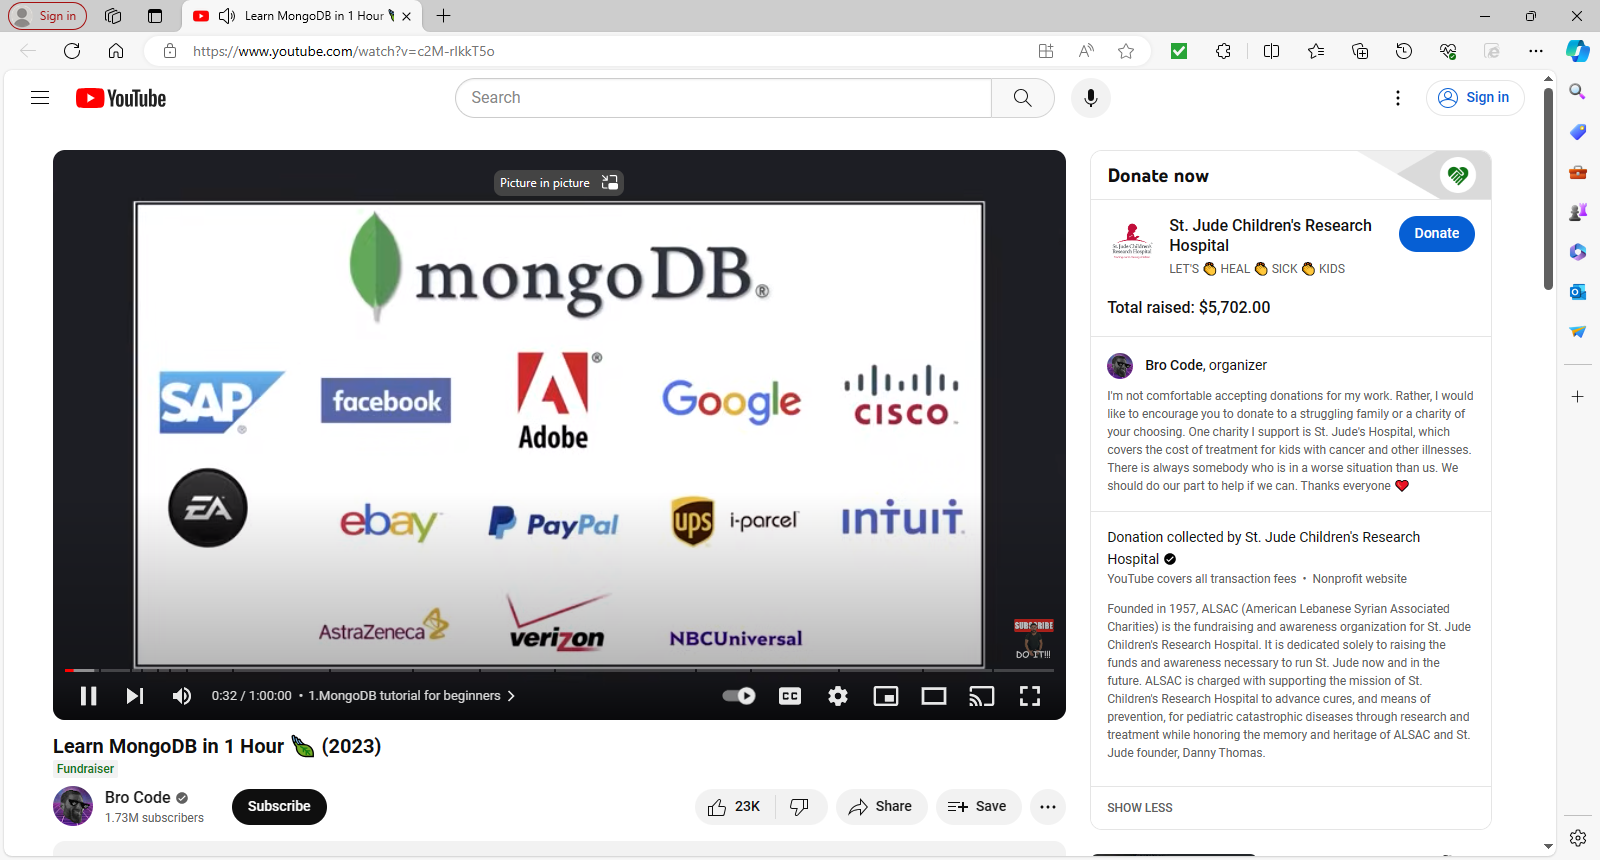 Sign in
Learn MongoDB in 1 Hour
https://www.youtube.com/watch?v=c2M-rlkkT5o
YouTube
Search
Sign in
Picture in picture
mongoDB®
SAP®
facebook
Adobe®
Google
CISCO™
EA
ebay™
PayPal
ups i-parcel
intuit
AstraZeneca
verizon
NBCUniversal
SUBSCRIBE
DO IT!!!
0:32 / 1:00:00 • 1.MongoDB tutorial for beginners
CC
Learn MongoDB in 1 Hour 🍃 (2023)
Fundraiser
Bro Code
1.73M subscribers
Subscribe
23K
Share
Save
Donate now
St. Jude Children's
Research Hospital
St. Jude Children's Research
Hospital
LET'S 👏 HEAL 👏 SICK 👏 KIDS
Donate
Total raised: $5,702.00
Bro Code, organizer
I'm not comfortable accepting donations for my work. Rather, I would
like to encourage you to donate to a struggling family or a charity of
your choosing. One charity I support is St. Jude's Hospital, which
covers the cost of treatment for kids with cancer and other illnesses.
There is always somebody who is in a worse situation than us. We
should do our part to help if we can. Thanks everyone ❤️
Donation collected by St. Jude Children's Research
Hospital
YouTube covers all transaction fees • Nonprofit website
Founded in 1957, ALSAC (American Lebanese Syrian Associated
Charities) is the fundraising and awareness organization for St. Jude
Children's Research Hospital. It is dedicated solely to raising the
funds and awareness necessary to run St. Jude now and in the
future. ALSAC is charged with supporting the mission of St.
Children's Research Hospital to advance cures, and means of
prevention, for pediatric catastrophic diseases through research and
treatment while honoring the memory and heritage of ALSAC and St.
Jude founder, Danny Thomas.
SHOW LESS